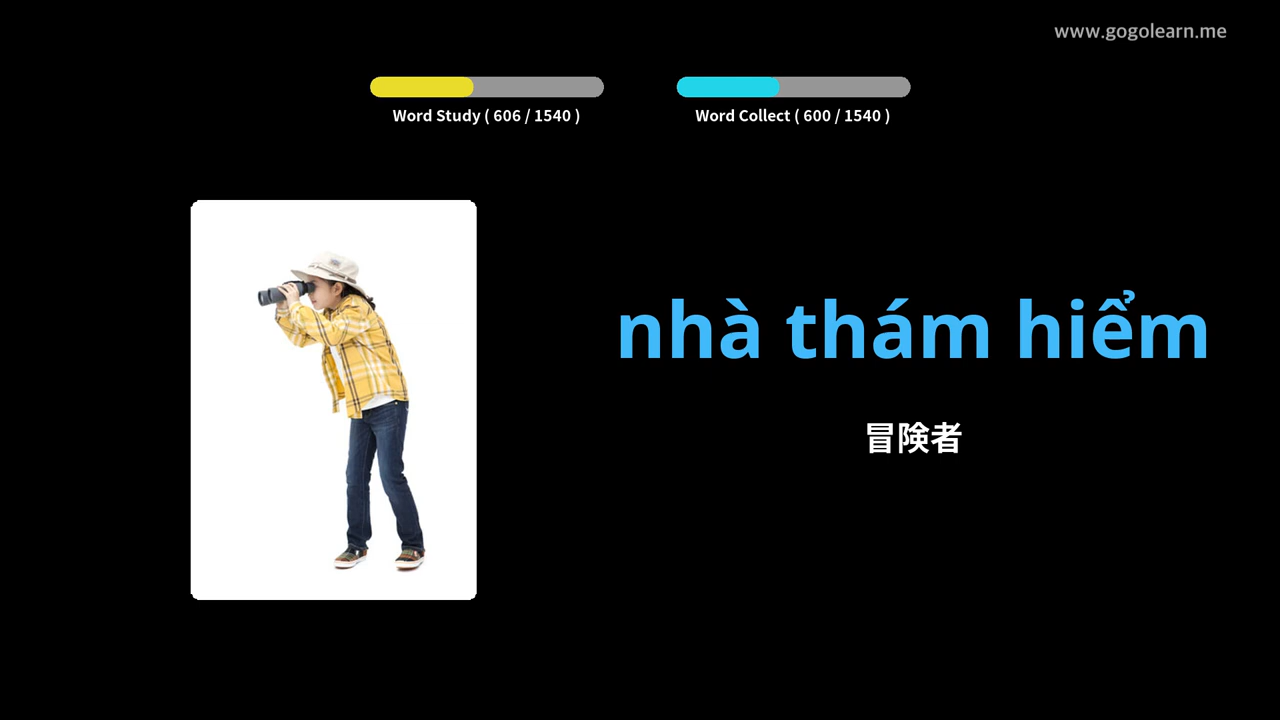 www.gogolearn.me
Word Study ( 606 / 1540 )
Word Collect ( 600 / 1540 )
nhà thám hiểm
冒険者